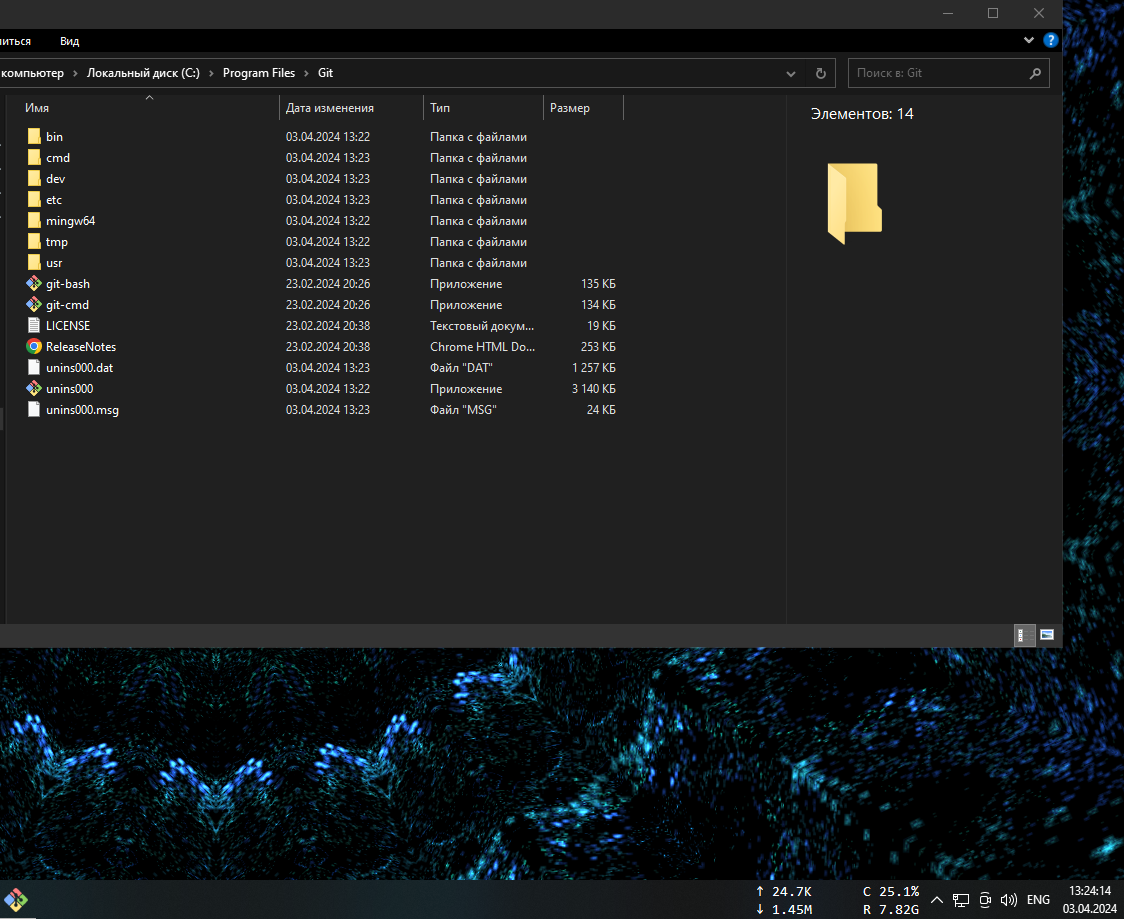 иться Вид
компьютер › Локальный диск (C:) › Program Files › Git Поиск в: Git
Имя Дата изменения Тип Размер
Элементов: 14
bin 03.04.2024 13:22 Папка с файлами
cmd 03.04.2024 13:23 Папка с файлами
dev 03.04.2024 13:23 Папка с файлами
etc 03.04.2024 13:23 Папка с файлами
mingw64 03.04.2024 13:22 Папка с файлами
tmp 03.04.2024 13:22 Папка с файлами
usr 03.04.2024 13:23 Папка с файлами
git-bash 23.02.2024 20:26 Приложение 135 КБ
git-cmd 23.02.2024 20:26 Приложение 134 КБ
LICENSE 23.02.2024 20:38 Текстовый докум... 19 КБ
ReleaseNotes 23.02.2024 20:38 Chrome HTML Do... 253 КБ
unins000.dat 03.04.2024 13:23 Файл "DAT" 1 257 КБ
unins000 03.04.2024 13:22 Приложение 3 140 КБ
unins000.msg 03.04.2024 13:23 Файл "MSG" 24 КБ
↑ 24.7K C 25.1% ENG 13:24:14
↓ 1.45M R 7.82G 03.04.2024